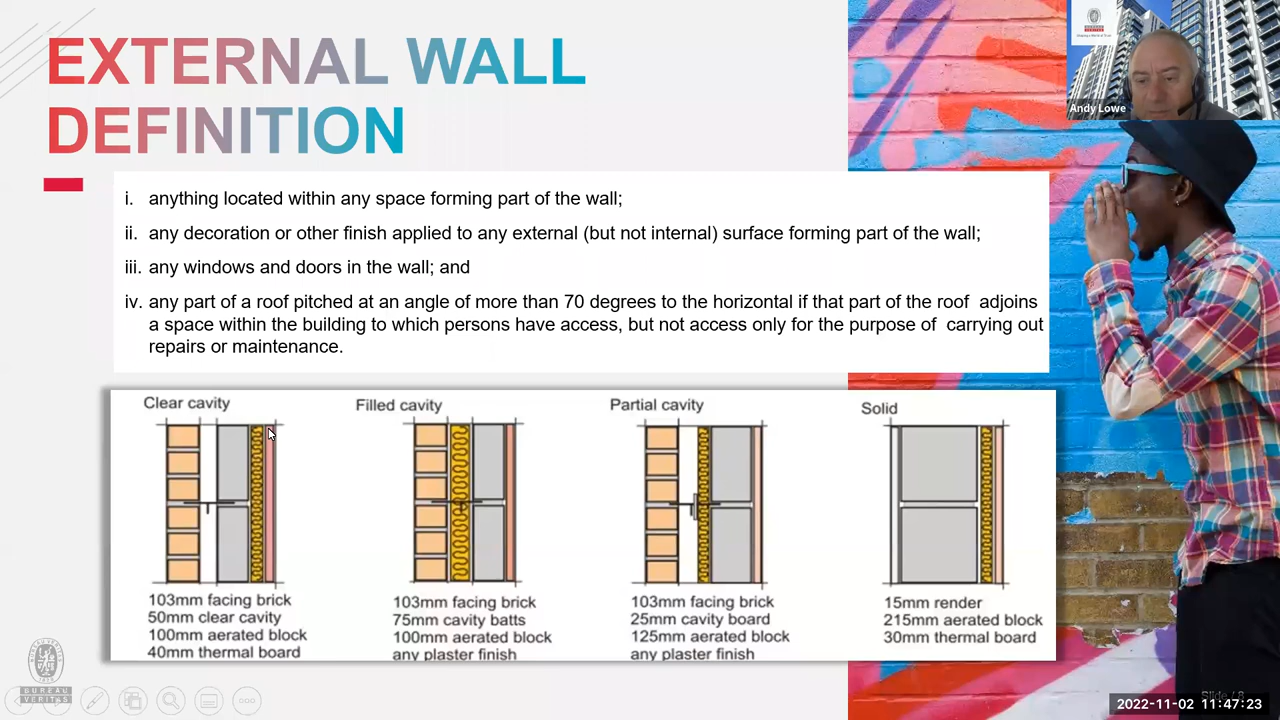 EXTERNAL WALL
DEFINITION
Andy Lowe
i. anything located within any space forming part of the wall;
ii. any decoration or other finish applied to any external (but not internal) surface forming part of the wall;
iii. any windows and doors in the wall; and
iv. any part of a roof pitched at an angle of more than 70 degrees to the horizontal if that part of the roof adjoins
a space within the building to which persons have access, but not access only for the purpose of carrying out
repairs or maintenance.
Clear cavity
103mm facing brick
50mm clear cavity
100mm aerated block
40mm thermal board
Filled cavity
103mm facing brick
75mm cavity batts
100mm aerated block
any plaster finish
Partial cavity
103mm facing brick
25mm cavity board
125mm aerated block
any plaster finish
Solid
15mm render
215mm aerated block
30mm thermal board
BUREAU
VERITAS
Slide / 8
2022-11-02 11:47:23